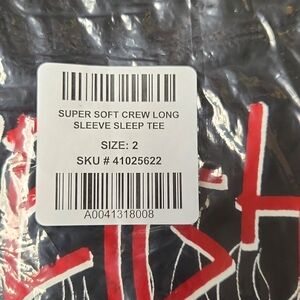 SUPER SOFT CREW LONG
SLEEVE SLEEP TEE
SIZE: 2
SKU # 41025622
A0041318008